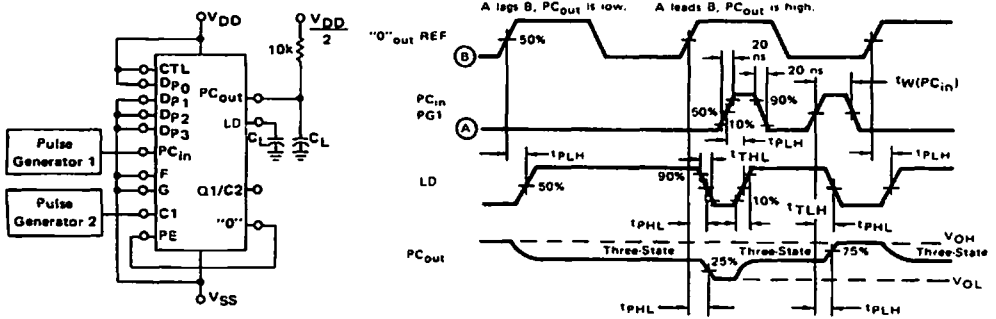 VDD
CTL
DP0
DP1
DP2
DP3
PCin
F
G
C1
PE
PCout
LD
Q1/C2
"0"
VSS
Pulse
Generator 1
Pulse
Generator 2
VDD
2
10k
CL
CL
A lags B, PCout is low.
A leads B, PCout is high.
"0"out REF
B
50%
20
ns
20 ns
tW(PCin)
PCin
PG1
A
50%
90%
10%
tPLH
tPLH
tTHL
tPLH
LD
90%
50%
10%
tTLH
tPHL
tPHL
VOH
PCout
Three-State
Three-State
Three-State
25%
75%
VOL
tPHL
tPLH